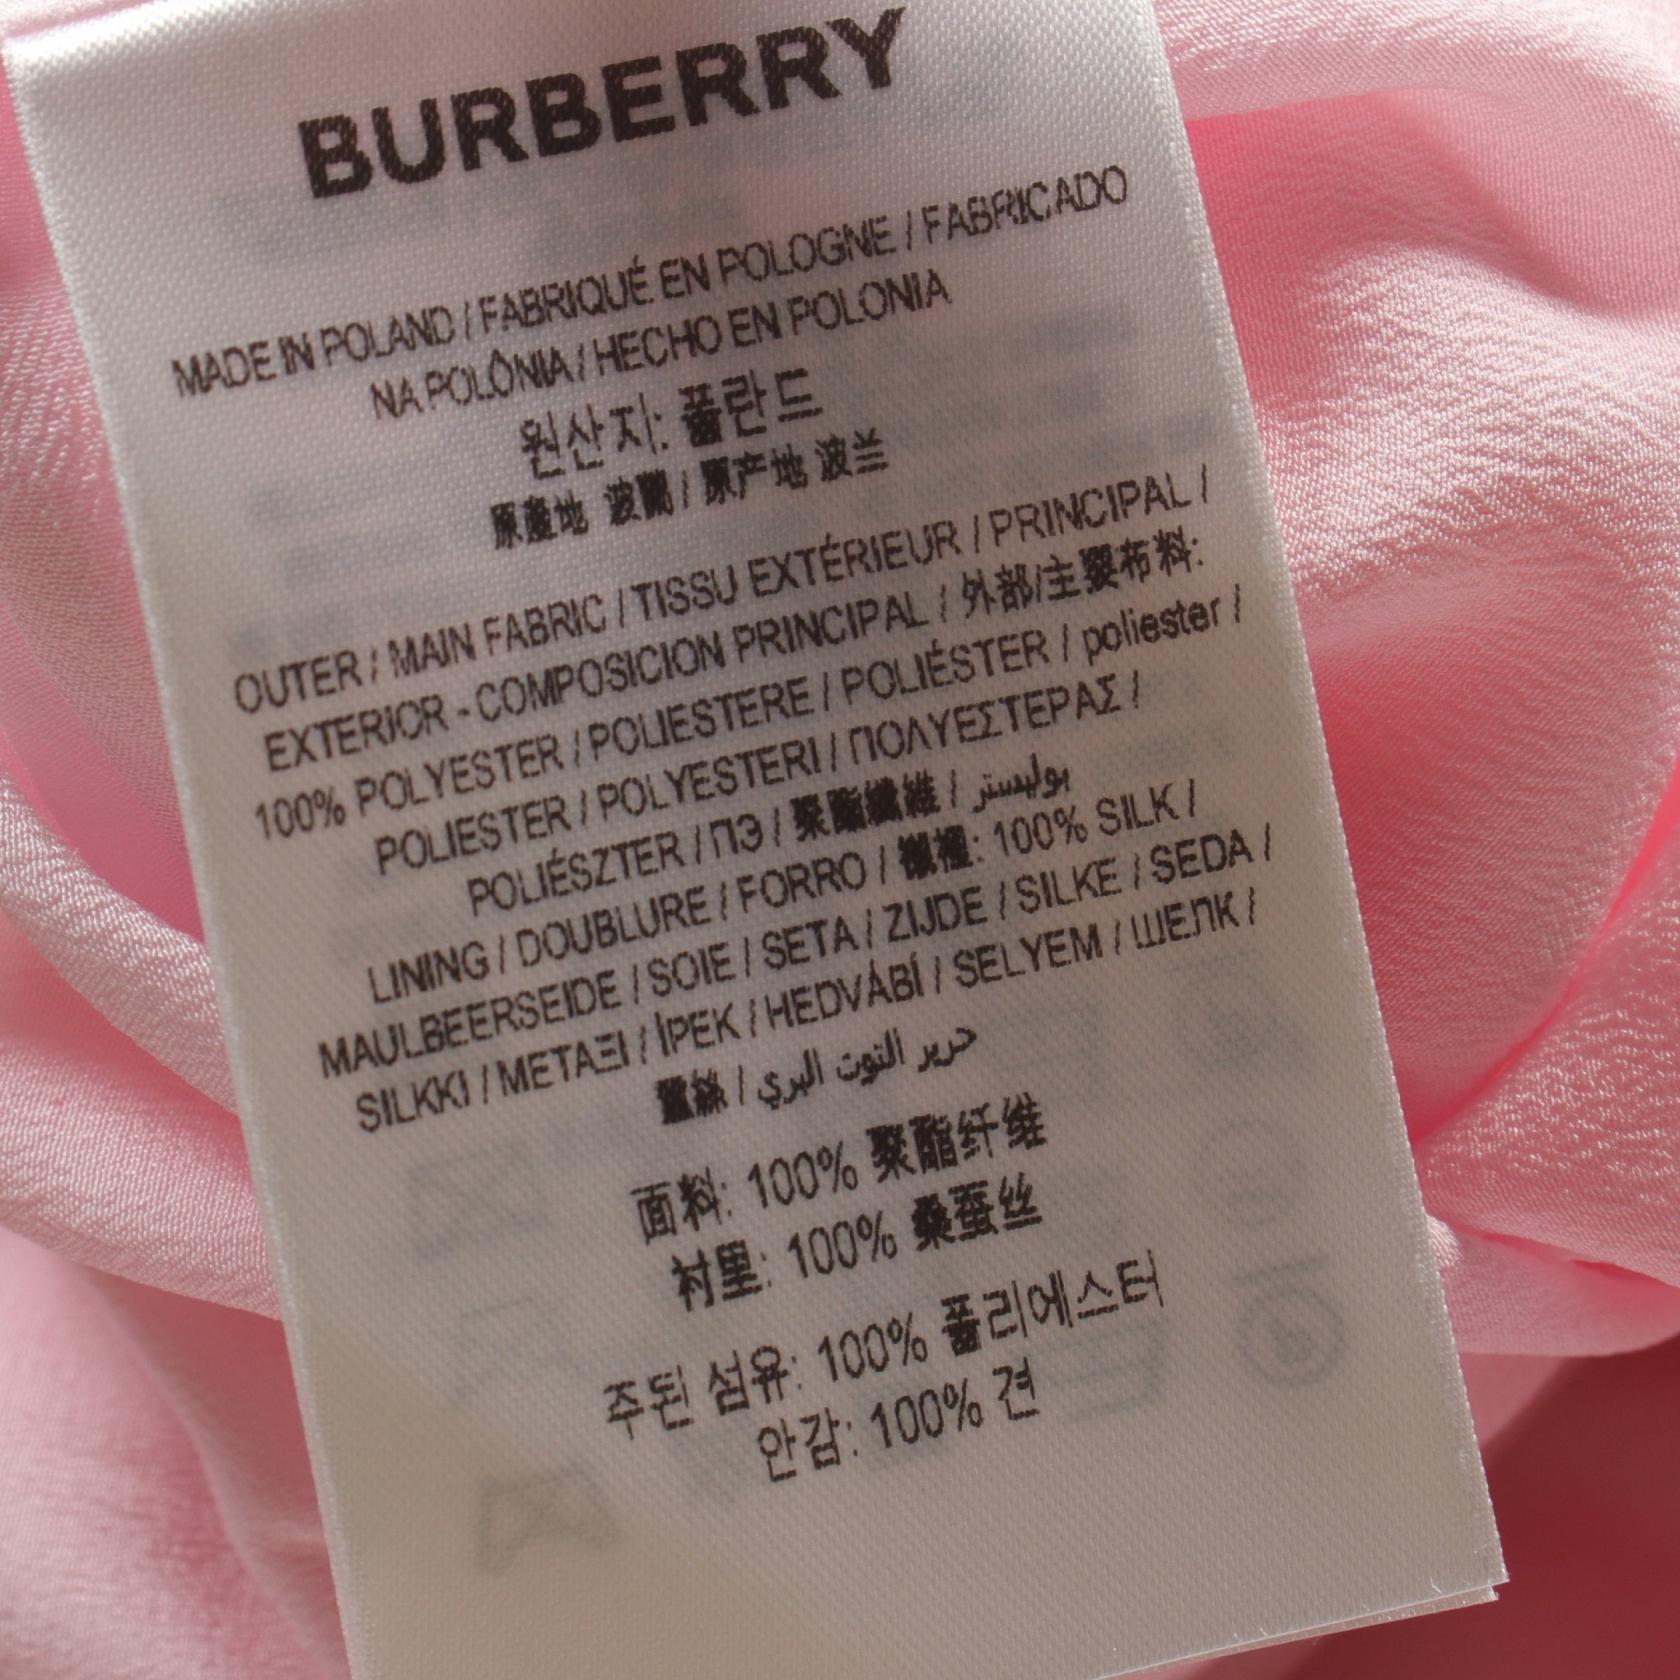 BURBERRY
MADE IN POLAND / FABRIQUÉ EN POLOGNE / FABRICADO
NA POLÔNIA / HECHO EN POLONIA
원산지: 폴란드
原產地 波蘭 / 原产地 波兰
OUTER / MAIN FABRIC / TISSU EXTÉRIEUR / PRINCIPAL /
EXTERIOR - COMPOSICION PRINCIPAL / 外部/主要布料:
100% POLYESTER / POLIESTERE / POLIÉSTER / poliester /
POLIESTER / POLYESTERI / ΠΟΛΥΕΣΤΕΡΑΣ /
POLIÉSZTER / ПЭ / 聚酯纖維 / بوليستر
LINING / DOUBLURE / FORRO / 襯裡: 100% SILK /
MAULBEERSEIDE / SOIE / SETA / ZIJDE / SILKE / SEDA /
SILKKI / ΜΕΤΑΞΙ / İPEK / HEDVÁBÍ / SELYEM / ШЕЛК /
蠶絲 / حرير التوت البري
面料: 100% 聚酯纤维
衬里: 100% 桑蚕丝
주된 섬유: 100% 폴리에스터
안감: 100% 견